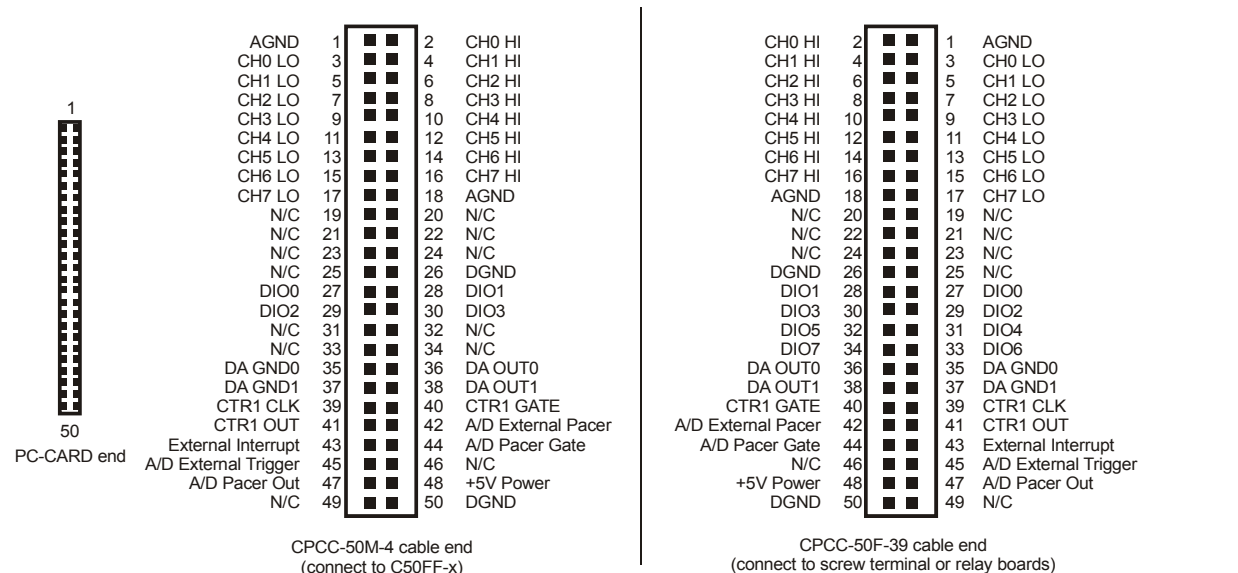 1
50
PC-CARD end
AGND 1 2 CH0 HI
CH0 LO 3 4 CH1 HI
CH1 LO 5 6 CH2 HI
CH2 LO 7 8 CH3 HI
CH3 LO 9 10 CH4 HI
CH4 LO 11 12 CH5 HI
CH5 LO 13 14 CH6 HI
CH6 LO 15 16 CH7 HI
CH7 LO 17 18 AGND
N/C 19 20 N/C
N/C 21 22 N/C
N/C 23 24 N/C
N/C 25 26 DGND
DIO0 27 28 DIO1
DIO2 29 30 DIO3
N/C 31 32 N/C
N/C 33 34 N/C
DA GND0 35 36 DA OUT0
DA GND1 37 38 DA OUT1
CTR1 CLK 39 40 CTR1 GATE
CTR1 OUT 41 42 A/D External Pacer
External Interrupt 43 44 A/D Pacer Gate
A/D External Trigger 45 46 N/C
A/D Pacer Out 47 48 +5V Power
N/C 49 50 DGND
CPCC-50M-4 cable end
(connect to C50FF-x)
CH0 HI 2 1 AGND
CH1 HI 4 3 CH0 LO
CH2 HI 6 5 CH1 LO
CH3 HI 8 7 CH2 LO
CH4 HI 10 9 CH3 LO
CH5 HI 12 11 CH4 LO
CH6 HI 14 13 CH5 LO
CH7 HI 16 15 CH6 LO
AGND 18 17 CH7 LO
N/C 20 19 N/C
N/C 22 21 N/C
N/C 24 23 N/C
DGND 26 25 N/C
DIO1 28 27 DIO0
DIO3 30 29 DIO2
DIO5 32 31 DIO4
DIO7 34 33 DIO6
DA OUT0 36 35 DA GND0
DA OUT1 38 37 DA GND1
CTR1 GATE 40 39 CTR1 CLK
A/D External Pacer 42 41 CTR1 OUT
A/D Pacer Gate 44 43 External Interrupt
N/C 46 45 A/D External Trigger
+5V Power 48 47 A/D Pacer Out
DGND 50 49 N/C
CPCC-50F-39 cable end
(connect to screw terminal or relay boards)